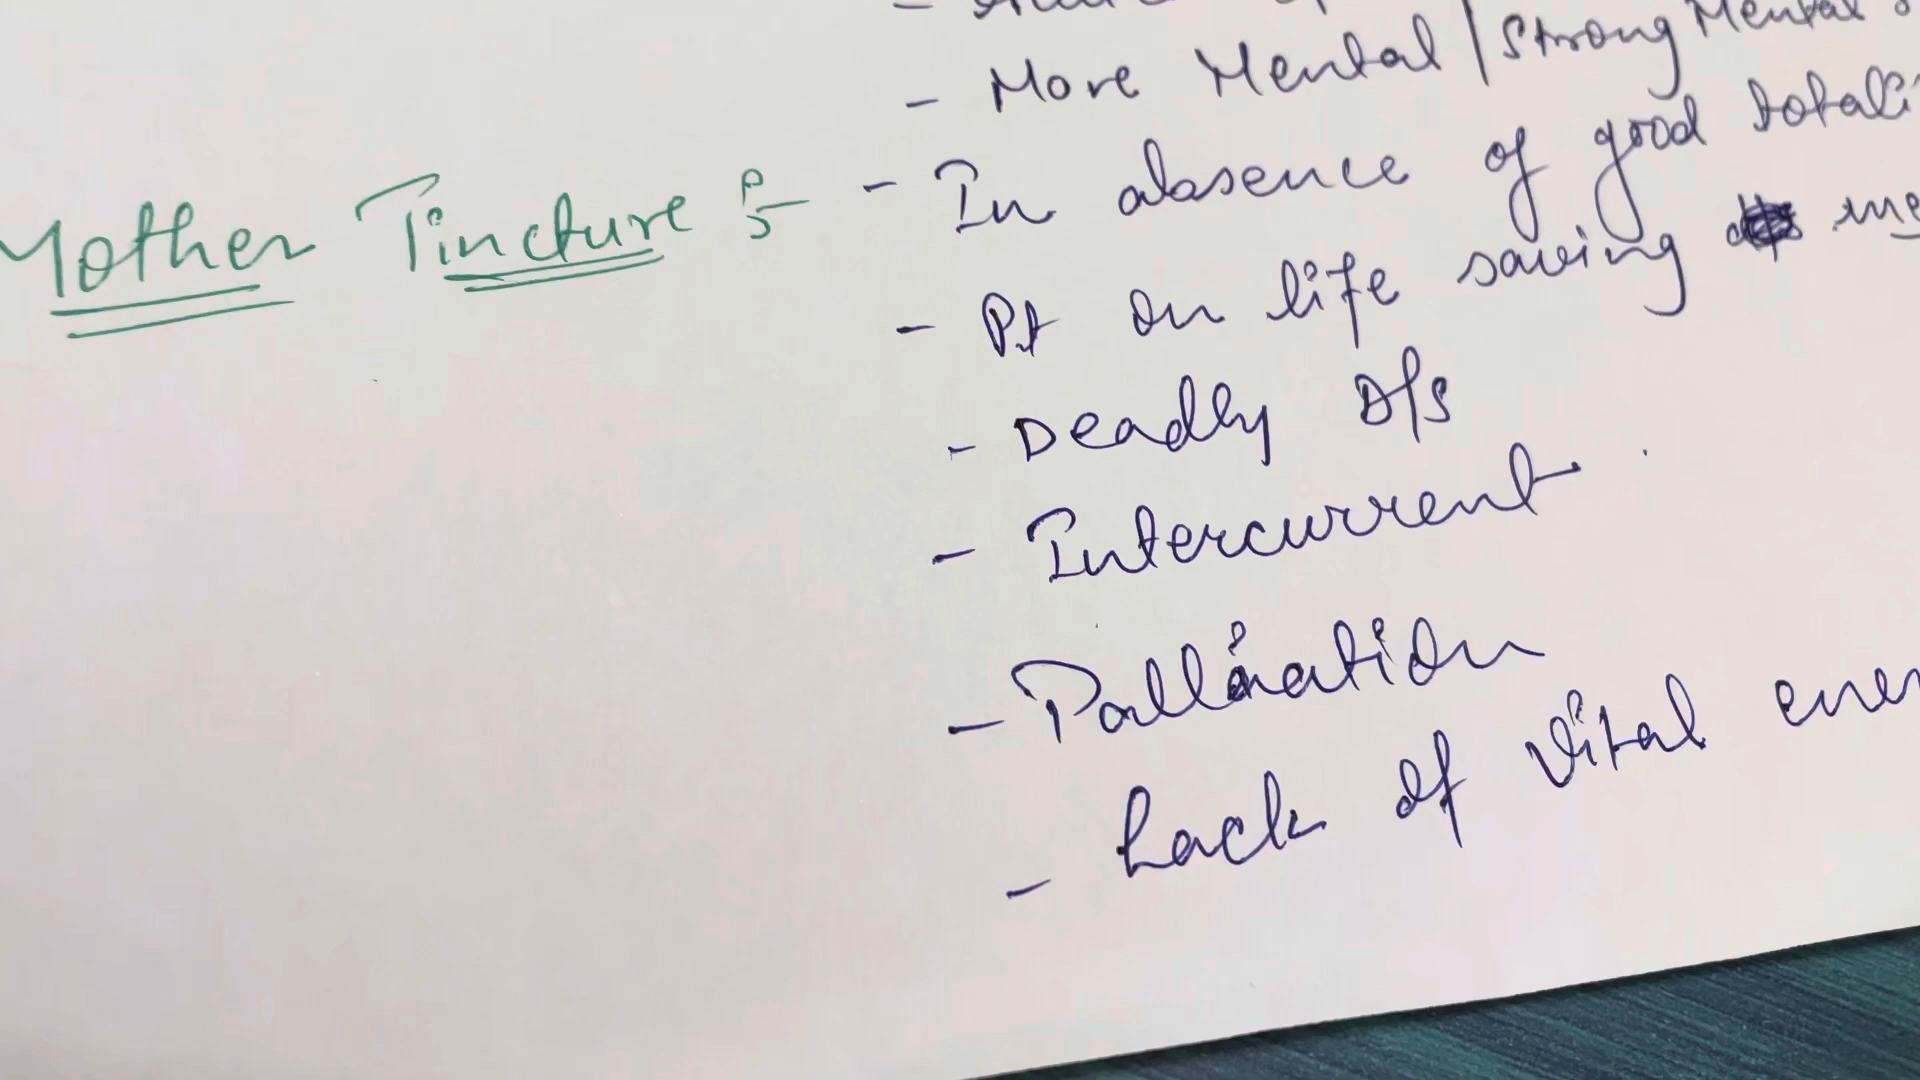 - More Mental / Strong Mental
Mother Tincture :- - In absence of good
- Pt on life saving
- Deadly D/s
- Intercurrent
- Palliation
- Lack of vital